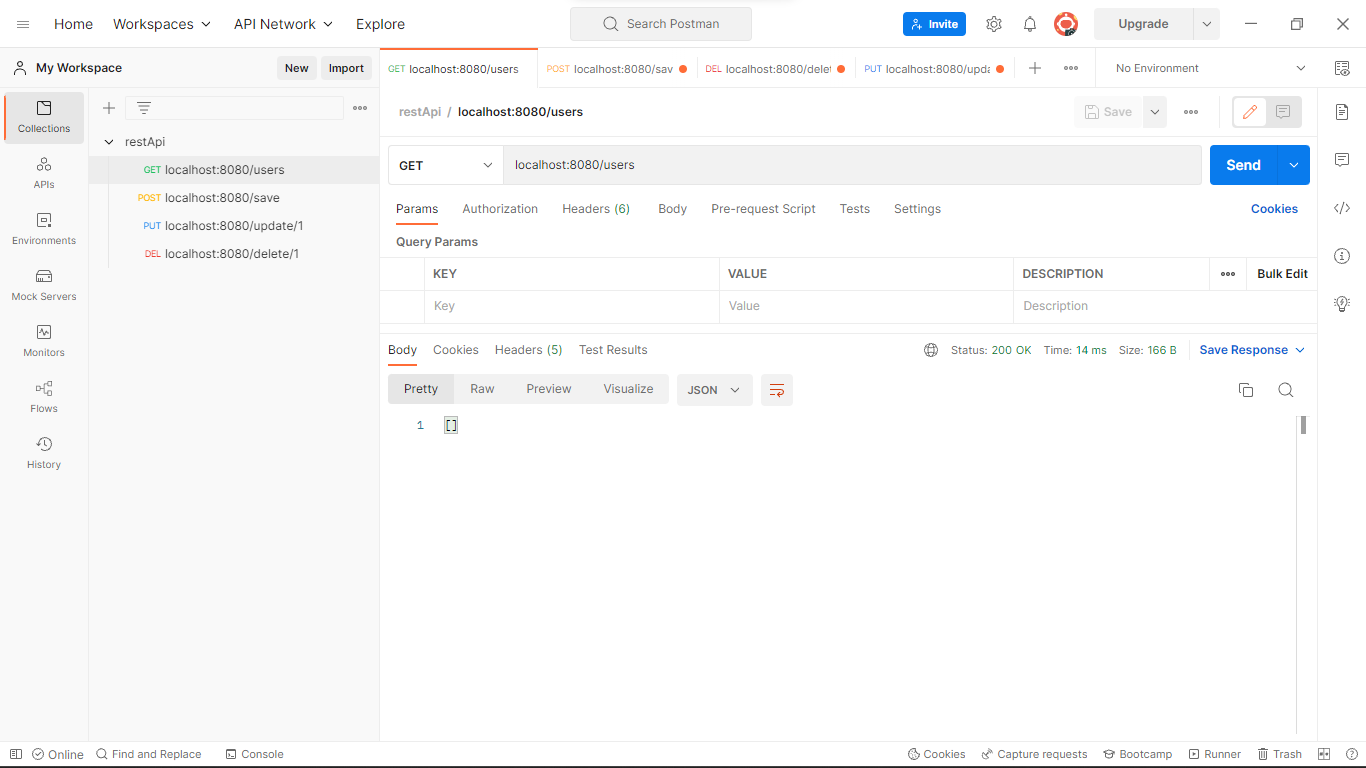 Home Workspaces API Network Explore Search Postman Invite Upgrade
My Workspace New Import
GET localhost:8080/users POST localhost:8080/sav DEL localhost:8080/delet PUT localhost:8080/upda No Environment
Collections
APIs
Environments
Mock Servers
Monitors
Flows
History
restApi
GET localhost:8080/users
POST localhost:8080/save
PUT localhost:8080/update/1
DEL localhost:8080/delete/1
restApi / localhost:8080/users Save
GET localhost:8080/users Send
Params Authorization Headers (6) Body Pre-request Script Tests Settings Cookies
Query Params
KEY VALUE DESCRIPTION Bulk Edit
Key Value Description
Body Cookies Headers (5) Test Results Status: 200 OK Time: 14 ms Size: 166 B Save Response
Pretty Raw Preview Visualize JSON
1 []
Online Find and Replace Console Cookies Capture requests Bootcamp Runner Trash